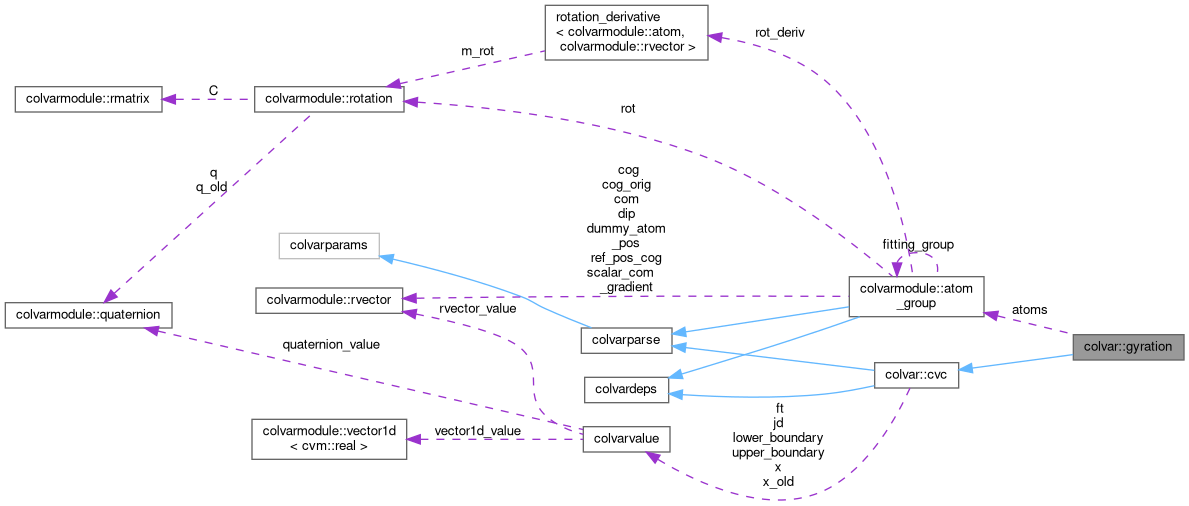 rotation_derivative
< colvarmodule::atom,
colvarmodule::rvector >
rot_deriv
m_rot
colvarmodule::rmatrix
C
colvarmodule::rotation
rot
q
q_old
cog
cog_orig
com
dip
dummy_atom
_pos
ref_pos_cog
scalar_com
_gradient
colvarparams
fitting_group
colvarmodule::atom
_group
colvarmodule::rvector
rvector_value
atoms
colvarmodule::quaternion
colvarparse
colvar::gyration
quaternion_value
colvar::cvc
colvardeps
ft
jd
lower_boundary
upper_boundary
x
x_old
colvarmodule::vector1d
< cvm::real >
vector1d_value
colvarvalue